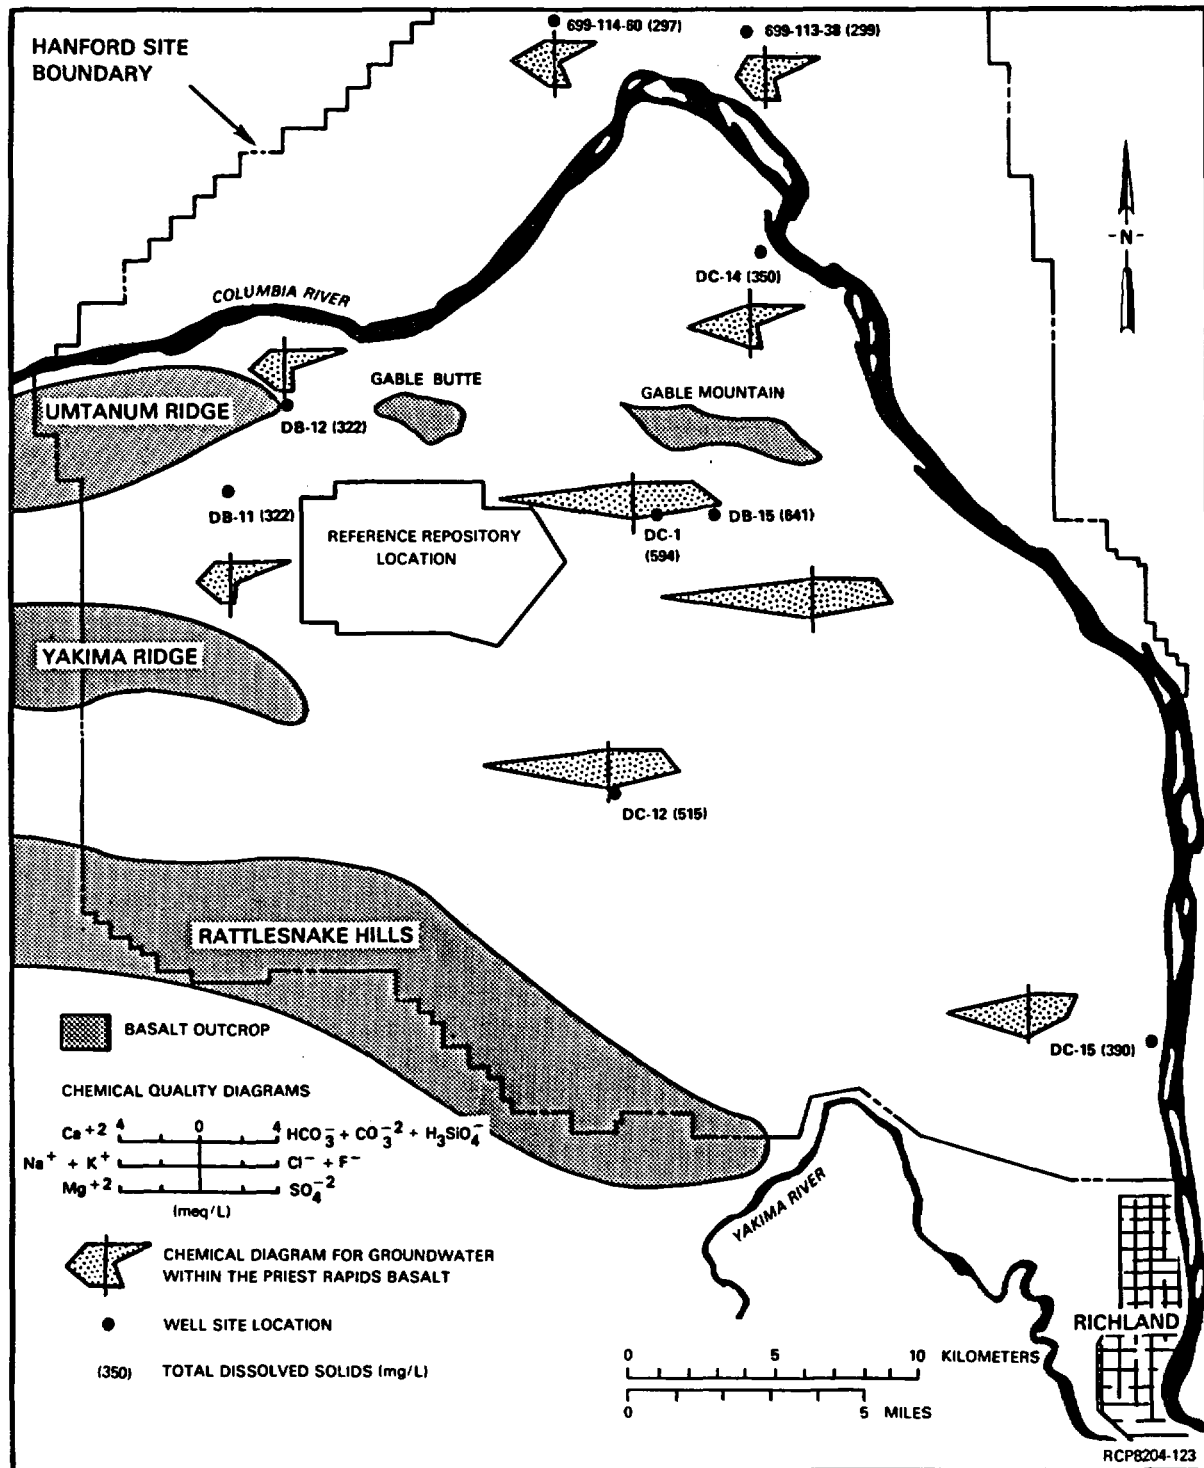 HANFORD SITE
BOUNDARY
699-114-60 (297)
699-113-38 (299)
-N-
DC-14 (350)
COLUMBIA RIVER
GABLE BUTTE
GABLE MOUNTAIN
UMTANUM RIDGE
DB-12 (322)
DB-11 (322)
REFERENCE REPOSITORY
LOCATION
DC-1
(594)
DB-15 (641)
YAKIMA RIDGE
DC-12 (515)
RATTLESNAKE HILLS
DC-15 (390)
BASALT OUTCROP
CHEMICAL QUALITY DIAGRAMS
Ca+2 4 0 4 HCO3− + CO3−2 + H3SiO4−
Na+ + K+ Cl− + F−
Mg+2 SO4−2
(meq/L)
CHEMICAL DIAGRAM FOR GROUNDWATER
WITHIN THE PRIEST RAPIDS BASALT
WELL SITE LOCATION
(350) TOTAL DISSOLVED SOLIDS (mg/L)
YAKIMA RIVER
RICHLAND
0 5 10 KILOMETERS
0 5 MILES
RCP8204-123